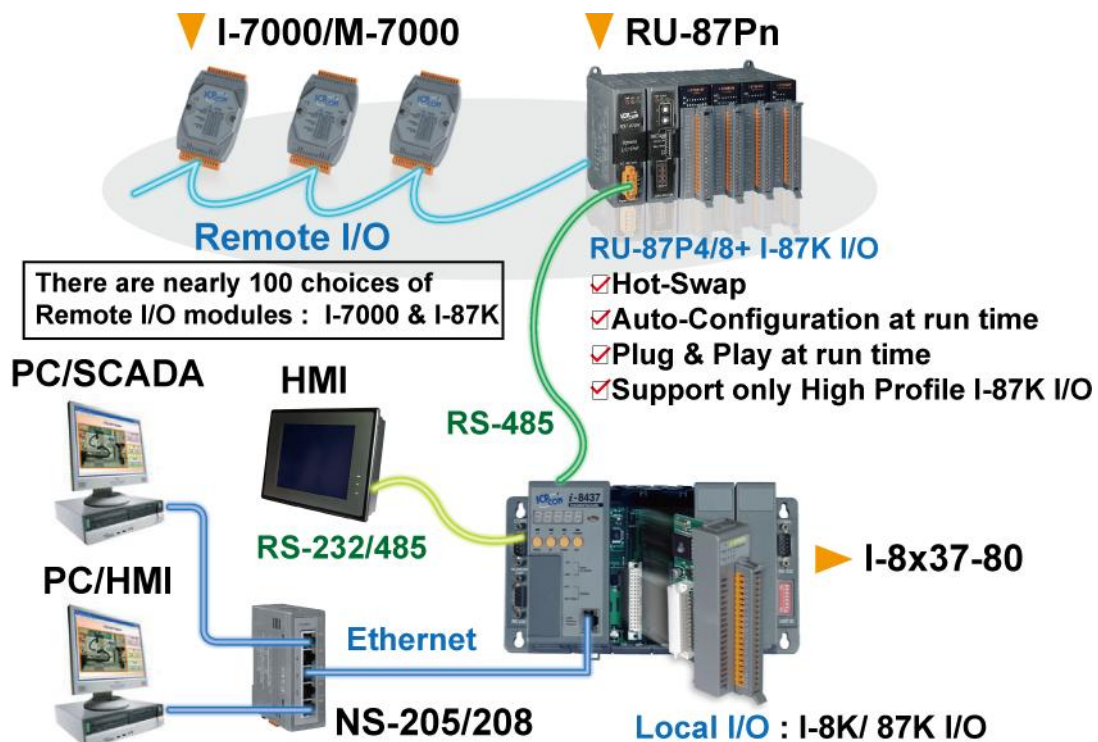 I-7000/M-7000
RU-87Pn
Remote I/O
There are nearly 100 choices of
Remote I/O modules : I-7000 & I-87K
RU-87P4/8+ I-87K I/O
Hot-Swap
Auto-Configuration at run time
Plug & Play at run time
Support only High Profile I-87K I/O
PC/SCADA
HMI
RS-485
RS-232/485
i-8437
I-8x37-80
PC/HMI
Ethernet
NS-205/208
Local I/O : I-8K/ 87K I/O